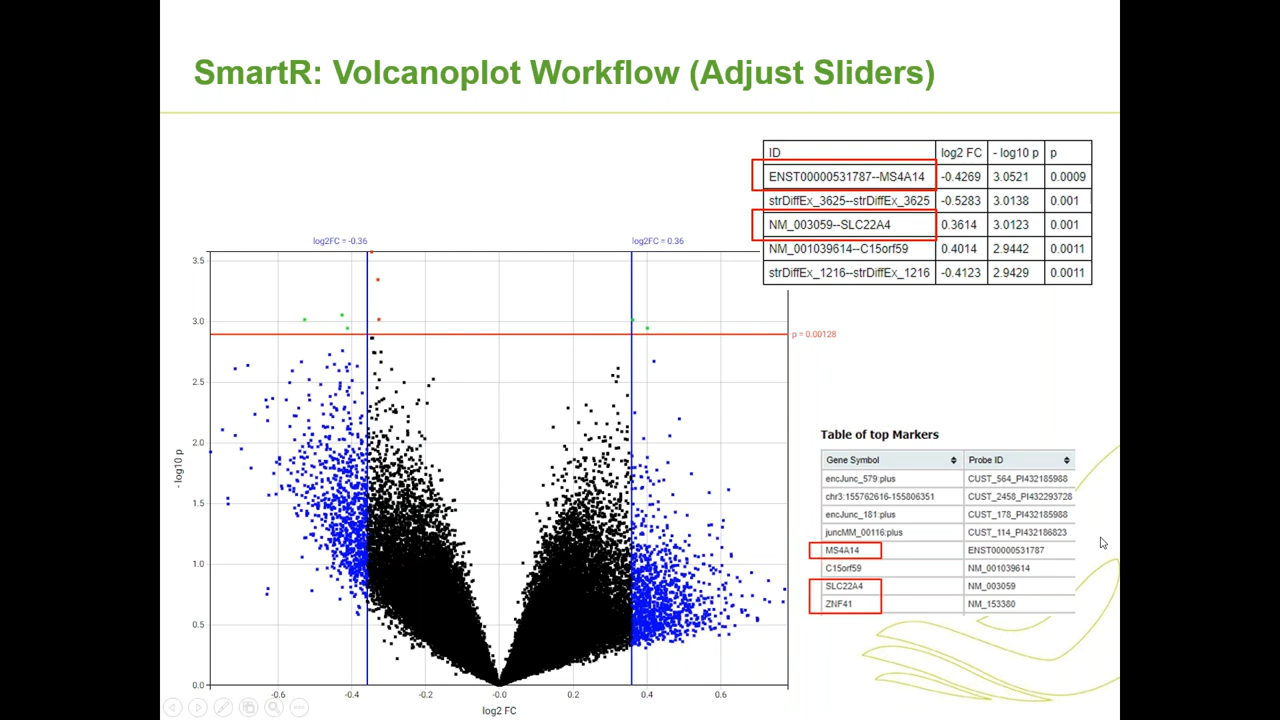 SmartR: Volcanoplot Workflow (Adjust Sliders)
ID log2 FC - log10 p p
ENST00000531787--MS4A14 -0.4269 3.0521 0.0009
strDiffEx_3625--strDiffEx_3625 -0.5283 3.0138 0.001
NM_003059--SLC22A4 0.3614 3.0123 0.001
NM_001039614--C15orf59 0.4014 2.9442 0.0011
strDiffEx_1216--strDiffEx_1216 -0.4123 2.9429 0.0011
log2FC = -0.36 log2FC = 0.36
3.5
3.0
p = 0.00128
2.5
2.0
1.5
1.0
0.5
0.0
- log10 p
-0.6 -0.4 -0.2 -0.0 0.2 0.4 0.6
log2 FC
Table of top Markers
Gene Symbol Probe ID
encJunc_579:plus CUST_564_PI432185988
chr3:155762616-155806351 CUST_2458_PI432293728
encJunc_181:plus CUST_178_PI432185988
juncMM_00116:plus CUST_114_PI432186823
MS4A14 ENST00000531787
C15orf59 NM_001039614
SLC22A4 NM_003059
ZNF41 NM_153380